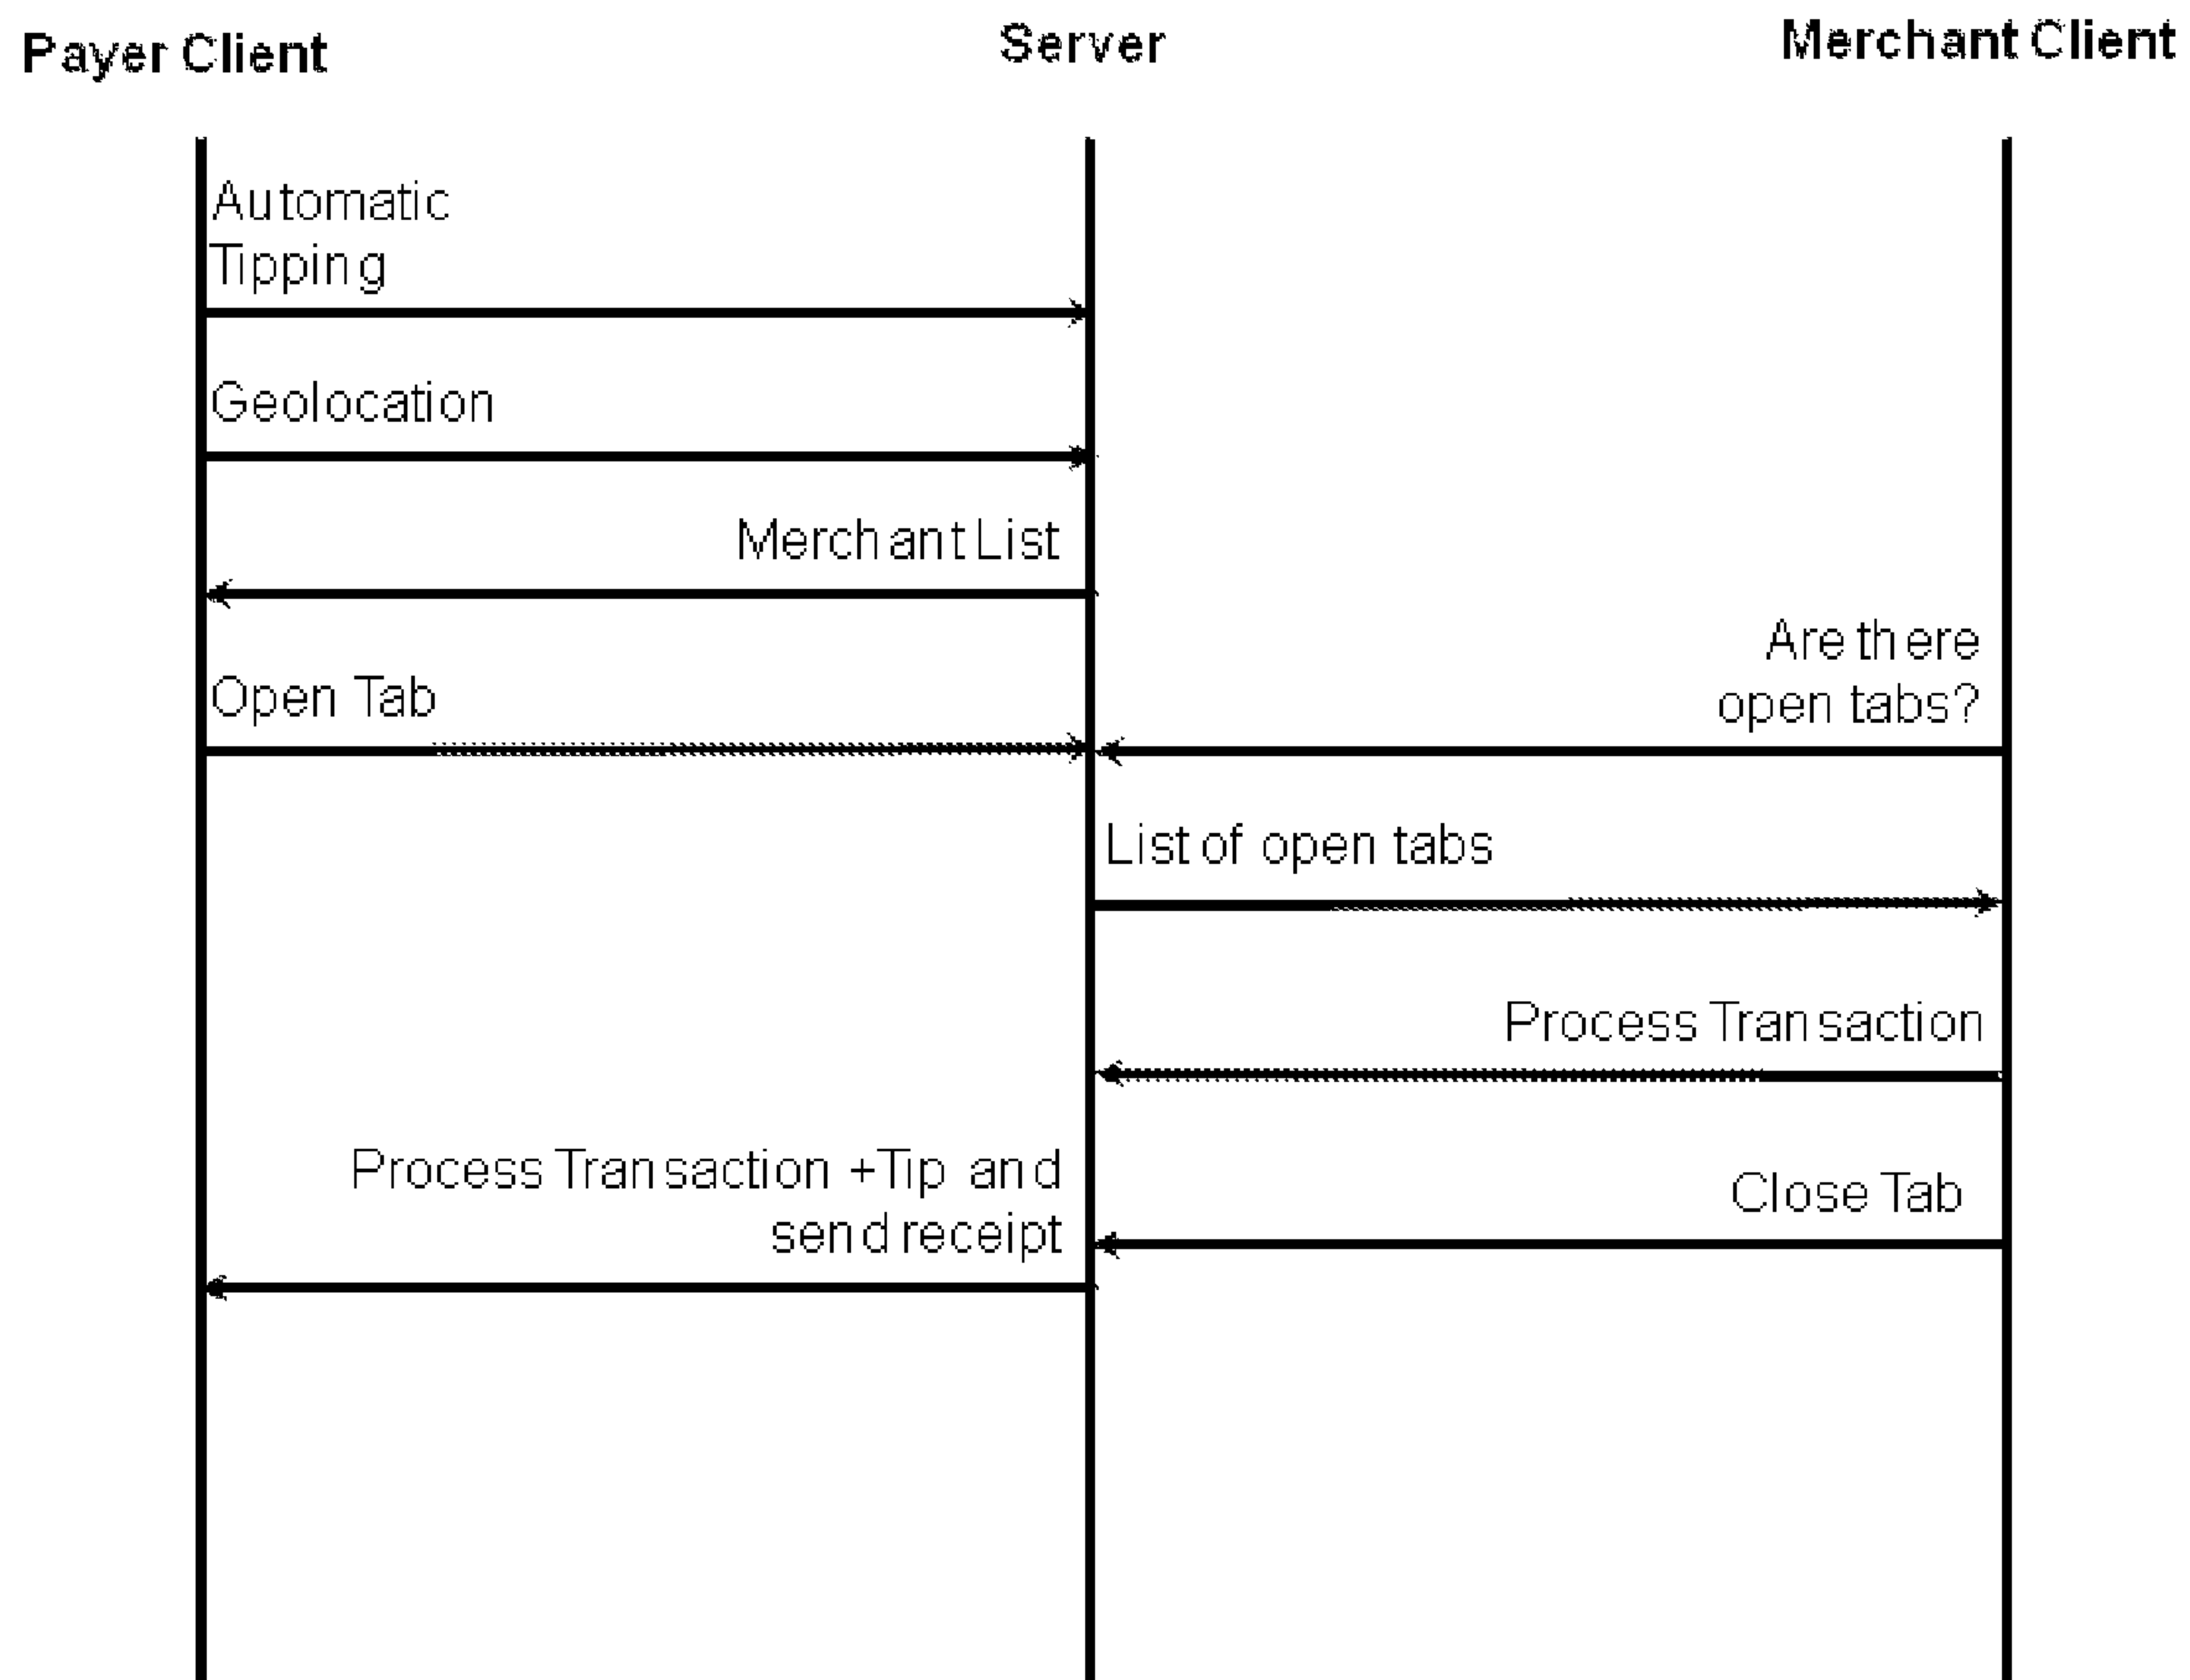 Payer Client
Server
Merchant Client
Automatic
Tipping
Geolocation
Merchant List
Are there
open tabs?
Open Tab
List of open tabs
Process Transaction
Process Transaction +Tip and
send receipt
Close Tab